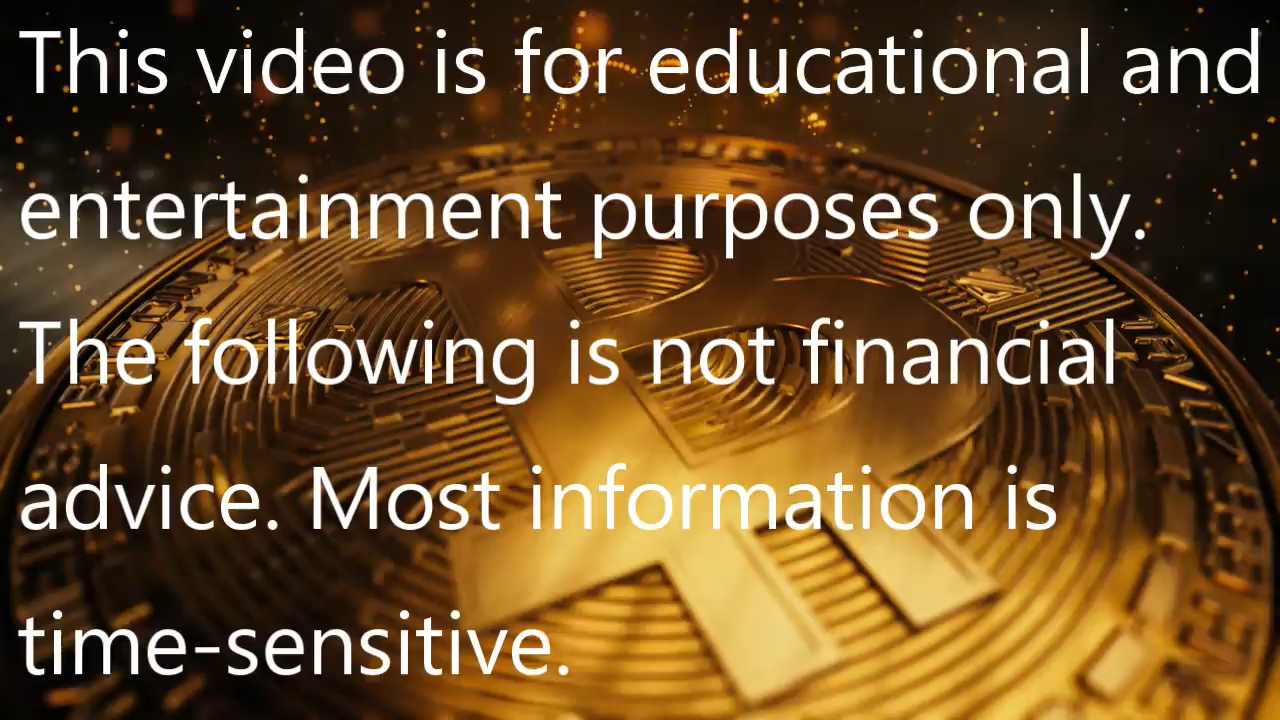 This video is for educational and
entertainment purposes only.
The following is not financial
advice. Most information is
time-sensitive.